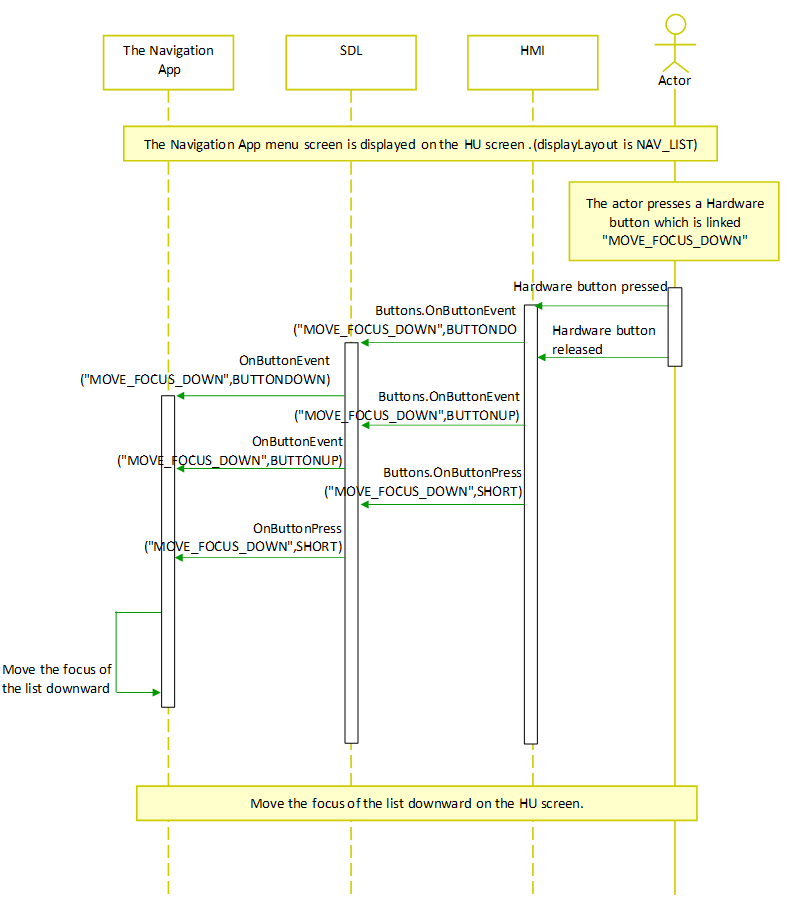 The Navigation
App
SDL
HMI
Actor
The Navigation App menu screen is displayed on the HU screen .(displayLayout is NAV_LIST)
The actor presses a Hardware
button which is linked
"MOVE_FOCUS_DOWN"
Hardware button pressed
Buttons.OnButtonEvent
("MOVE_FOCUS_DOWN",BUTTONDO
Hardware button
released
OnButtonEvent
("MOVE_FOCUS_DOWN",BUTTONDOWN)
Buttons.OnButtonEvent
("MOVE_FOCUS_DOWN",BUTTONUP)
OnButtonEvent
("MOVE_FOCUS_DOWN",BUTTONUP)
Buttons.OnButtonPress
("MOVE_FOCUS_DOWN",SHORT)
OnButtonPress
("MOVE_FOCUS_DOWN",SHORT)
Move the focus of
the list downward
Move the focus of the list downward on the HU screen.